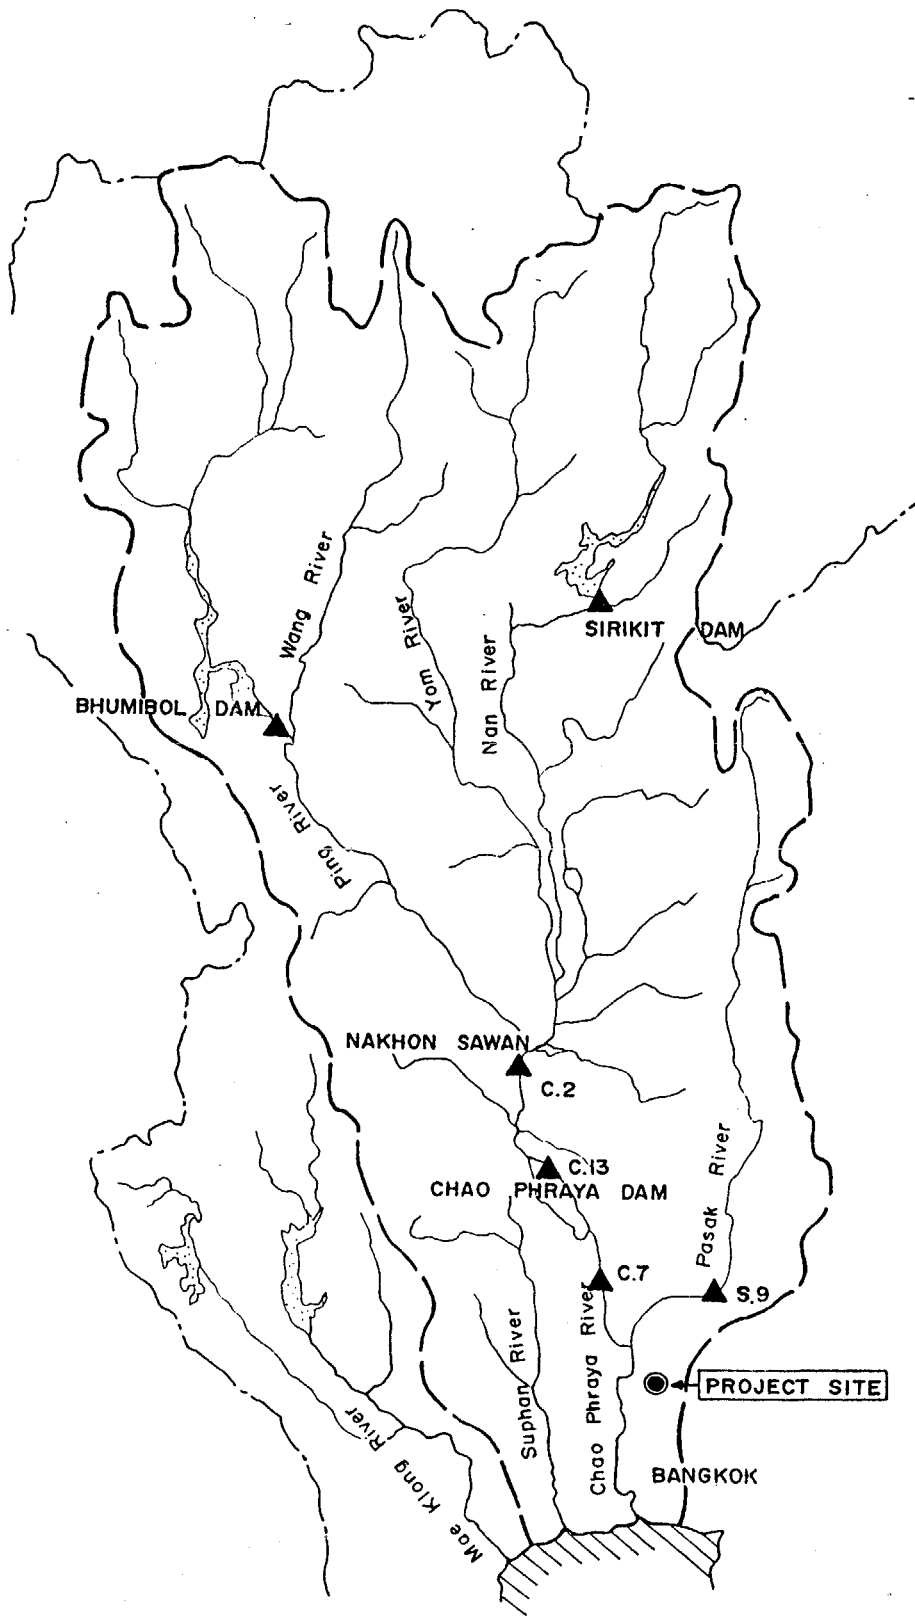 Wang River
Yom River
Nan River
SIRIKIT DAM
BHUMIBOL DAM
Ping River
NAKHON SAWAN
C.2
C.13
CHAO PHRAYA DAM
Pasak River
C.7
S.9
Suphan River
Chao Phraya River
PROJECT SITE
Mae Klong River
BANGKOK